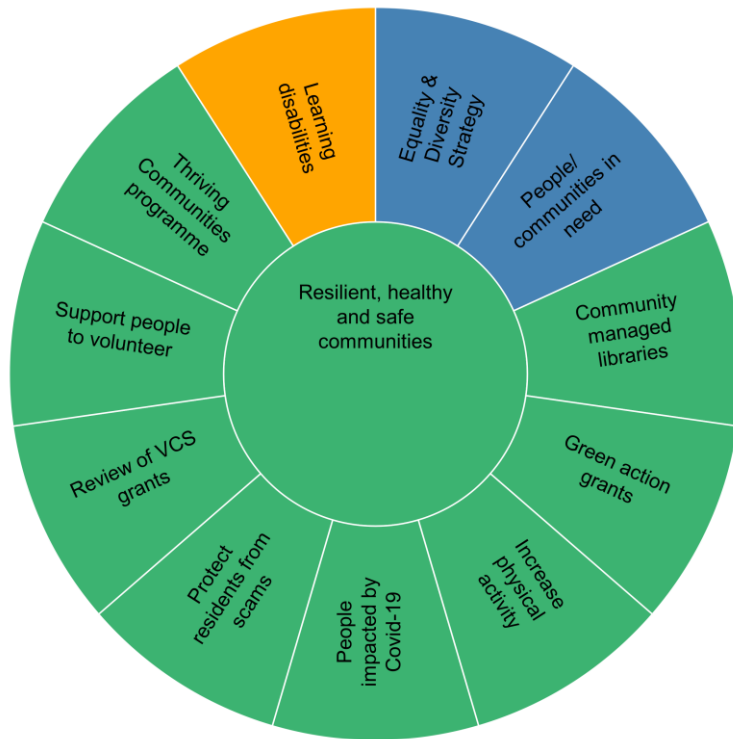 Resilient, healthy
and safe
communities
Equality &
Diversity
Strategy
People/
communities in
need
Community
managed
libraries
Green action
grants
Increase
physical
activity
People
impacted by
Covid-19
Protect
residents from
scams
Review of VCS
grants
Support people
to volunteer
Thriving
Communities
programme
Learning
disabilities